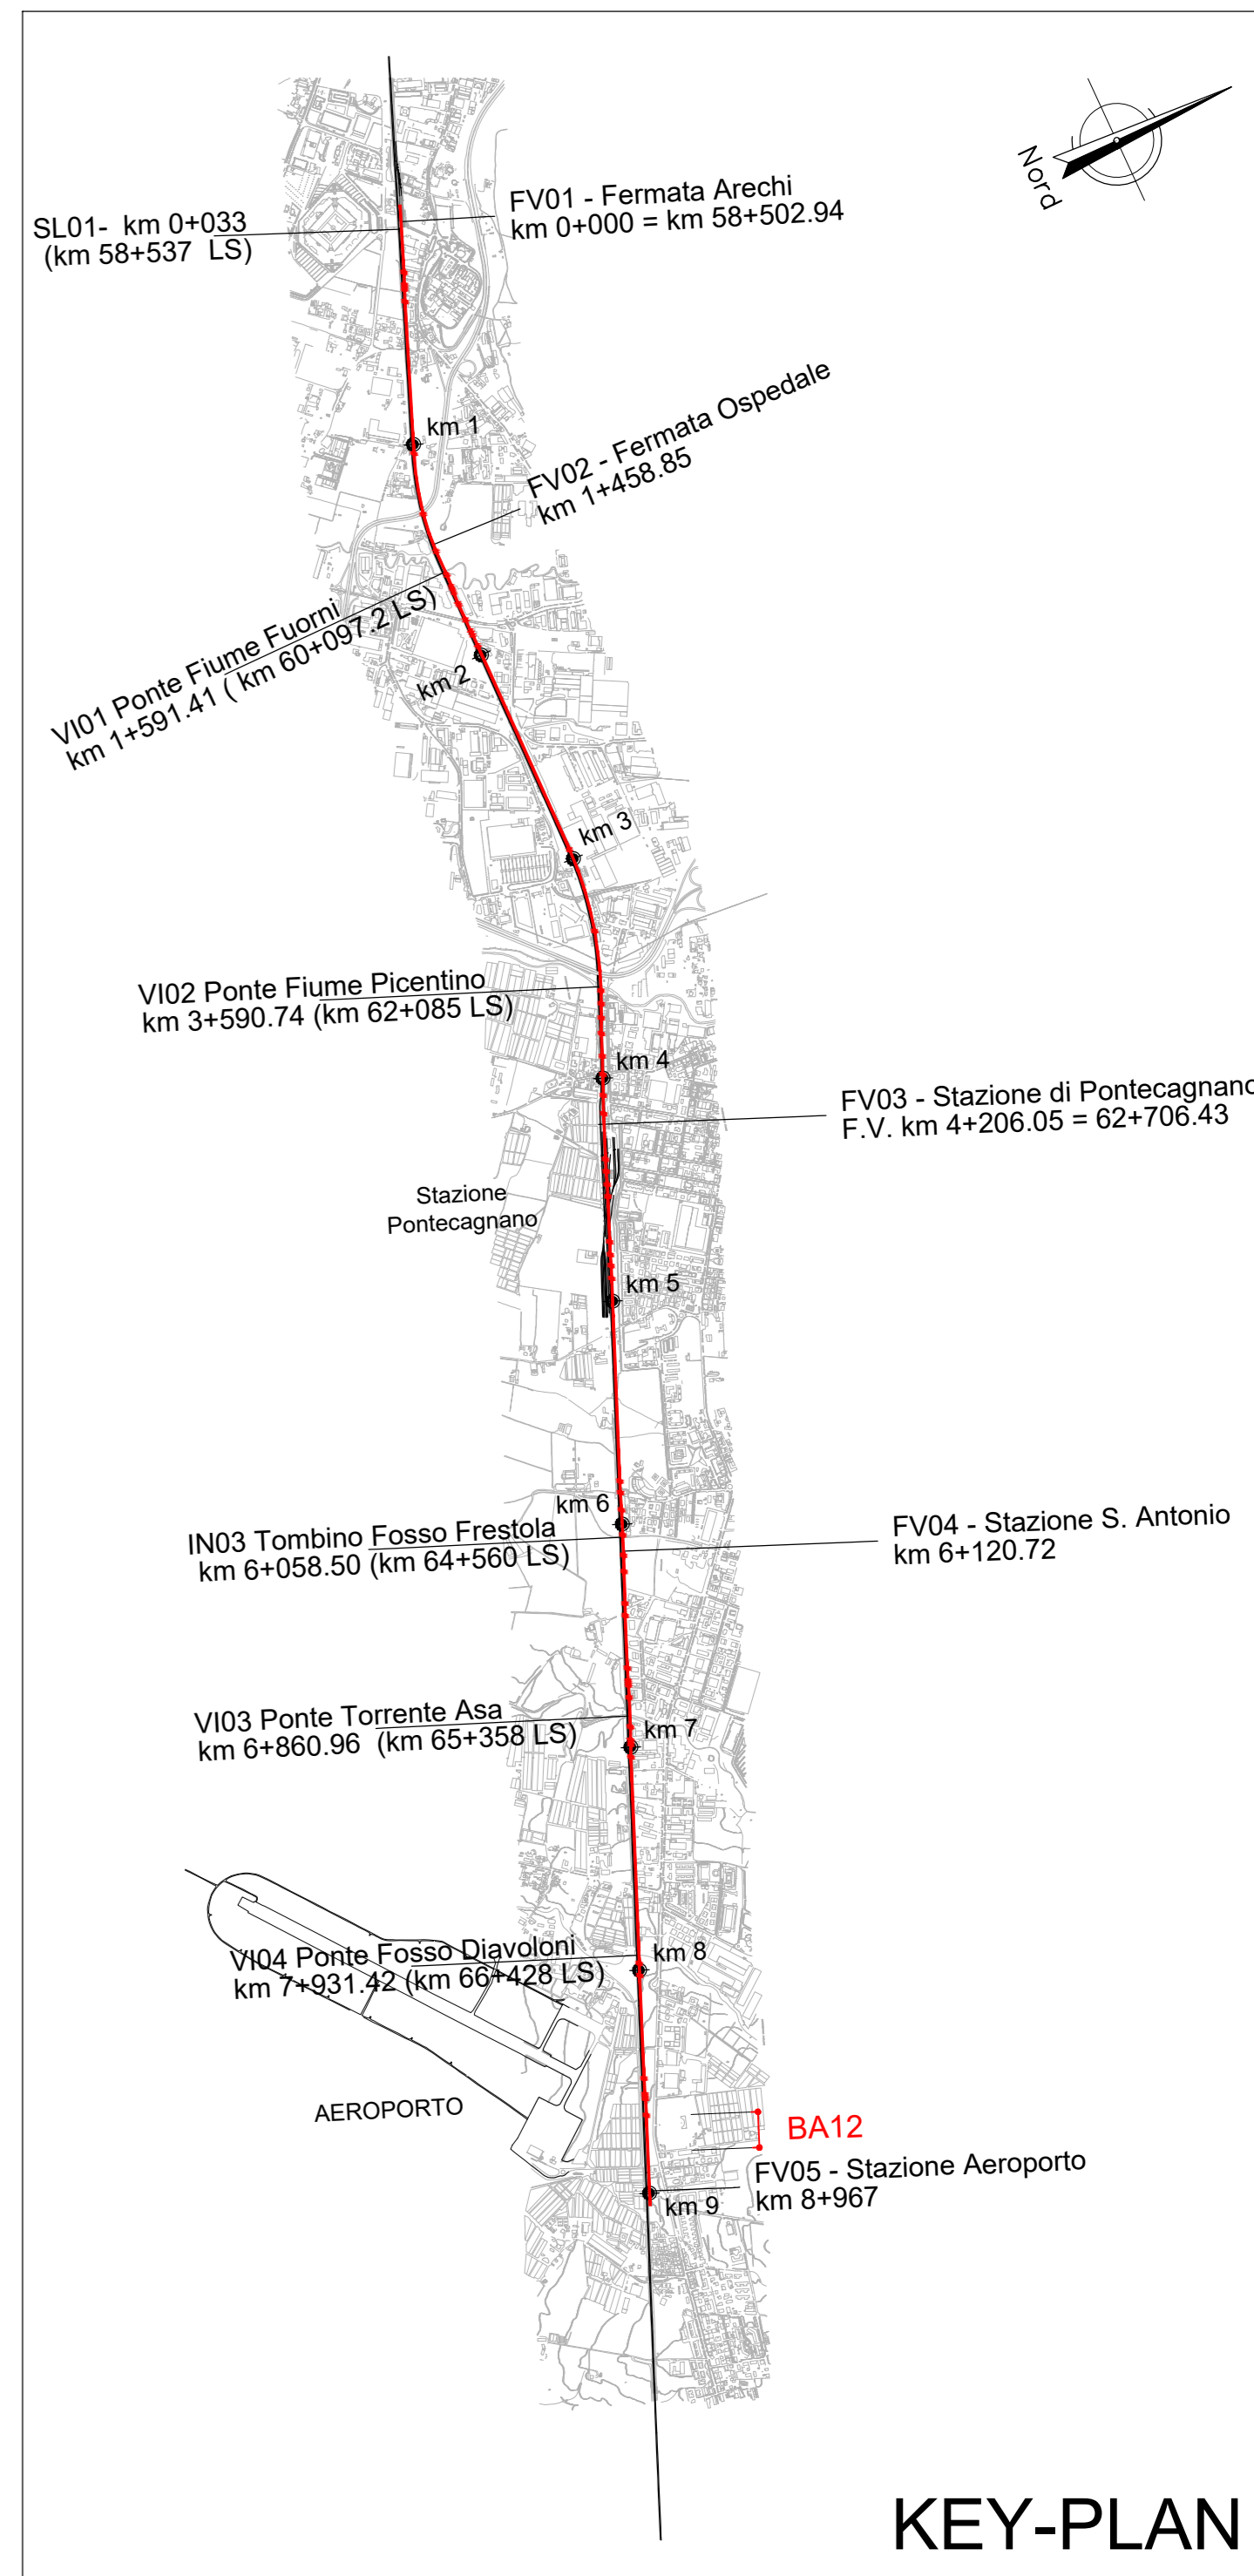 Nord
FV01 - Fermata Arechi
km 0+000 = km 58+502.94
SL01- km 0+033
(km 58+537 LS)
km 1
FV02 - Fermata Ospedale
km 1+458.85
VI01 Ponte Fiume Fuorni
km 1+591.41 ( km 60+097.2 LS)
km 2
km 3
VI02 Ponte Fiume Picentino
km 3+590.74 (km 62+085 LS)
km 4
FV03 - Stazione di Pontecagnano
F.V. km 4+206.05 = 62+706.43
Stazione
Pontecagnano
km 5
km 6
IN03 Tombino Fosso Frestola
km 6+058.50 (km 64+560 LS)
FV04 - Stazione S. Antonio
km 6+120.72
VI03 Ponte Torrente Asa
km 6+860.96 (km 65+358 LS)
km 7
VI04 Ponte Fosso Diavoloni
km 7+931.42 (km 66+428 LS)
km 8
AEROPORTO
BA12
FV05 - Stazione Aeroporto
km 8+967
km 9
KEY-PLAN